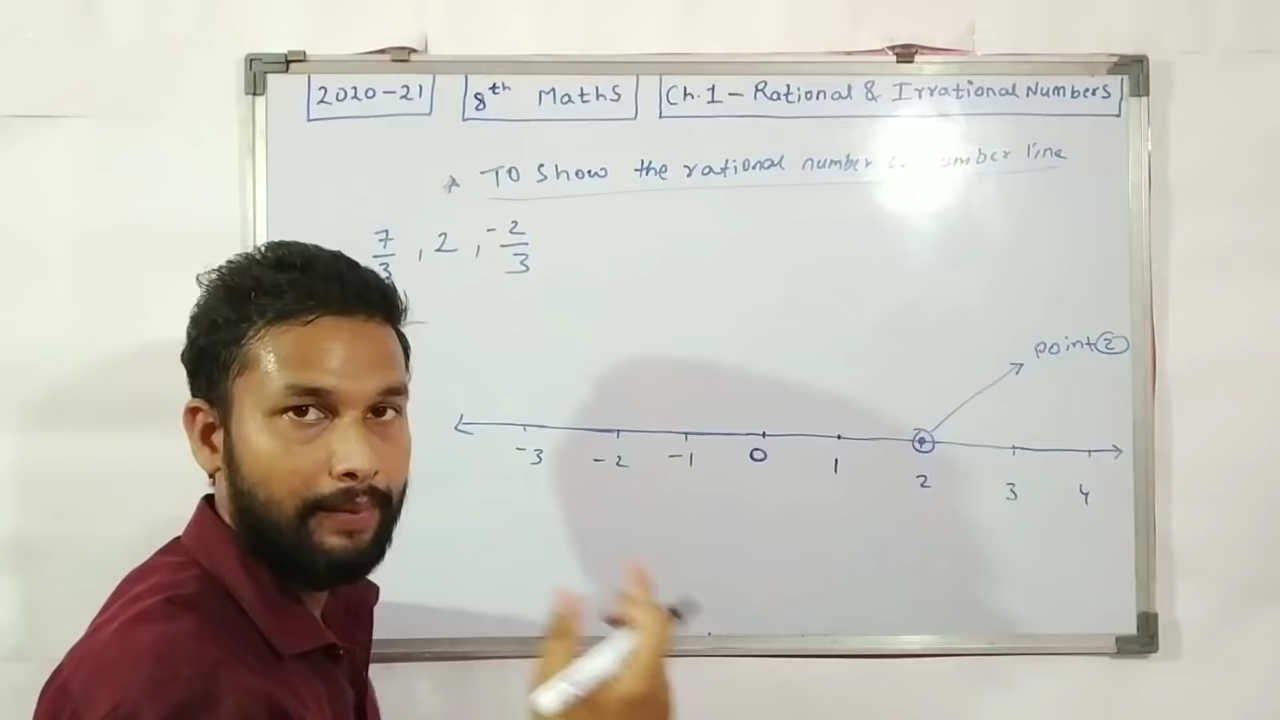 2020-21 8th Maths Ch.1- Rational & Irrational Numbers
TO show the rational number line
7/3, 2, -2/3
point 2
-3 -2 -1 0 1 2 3 4